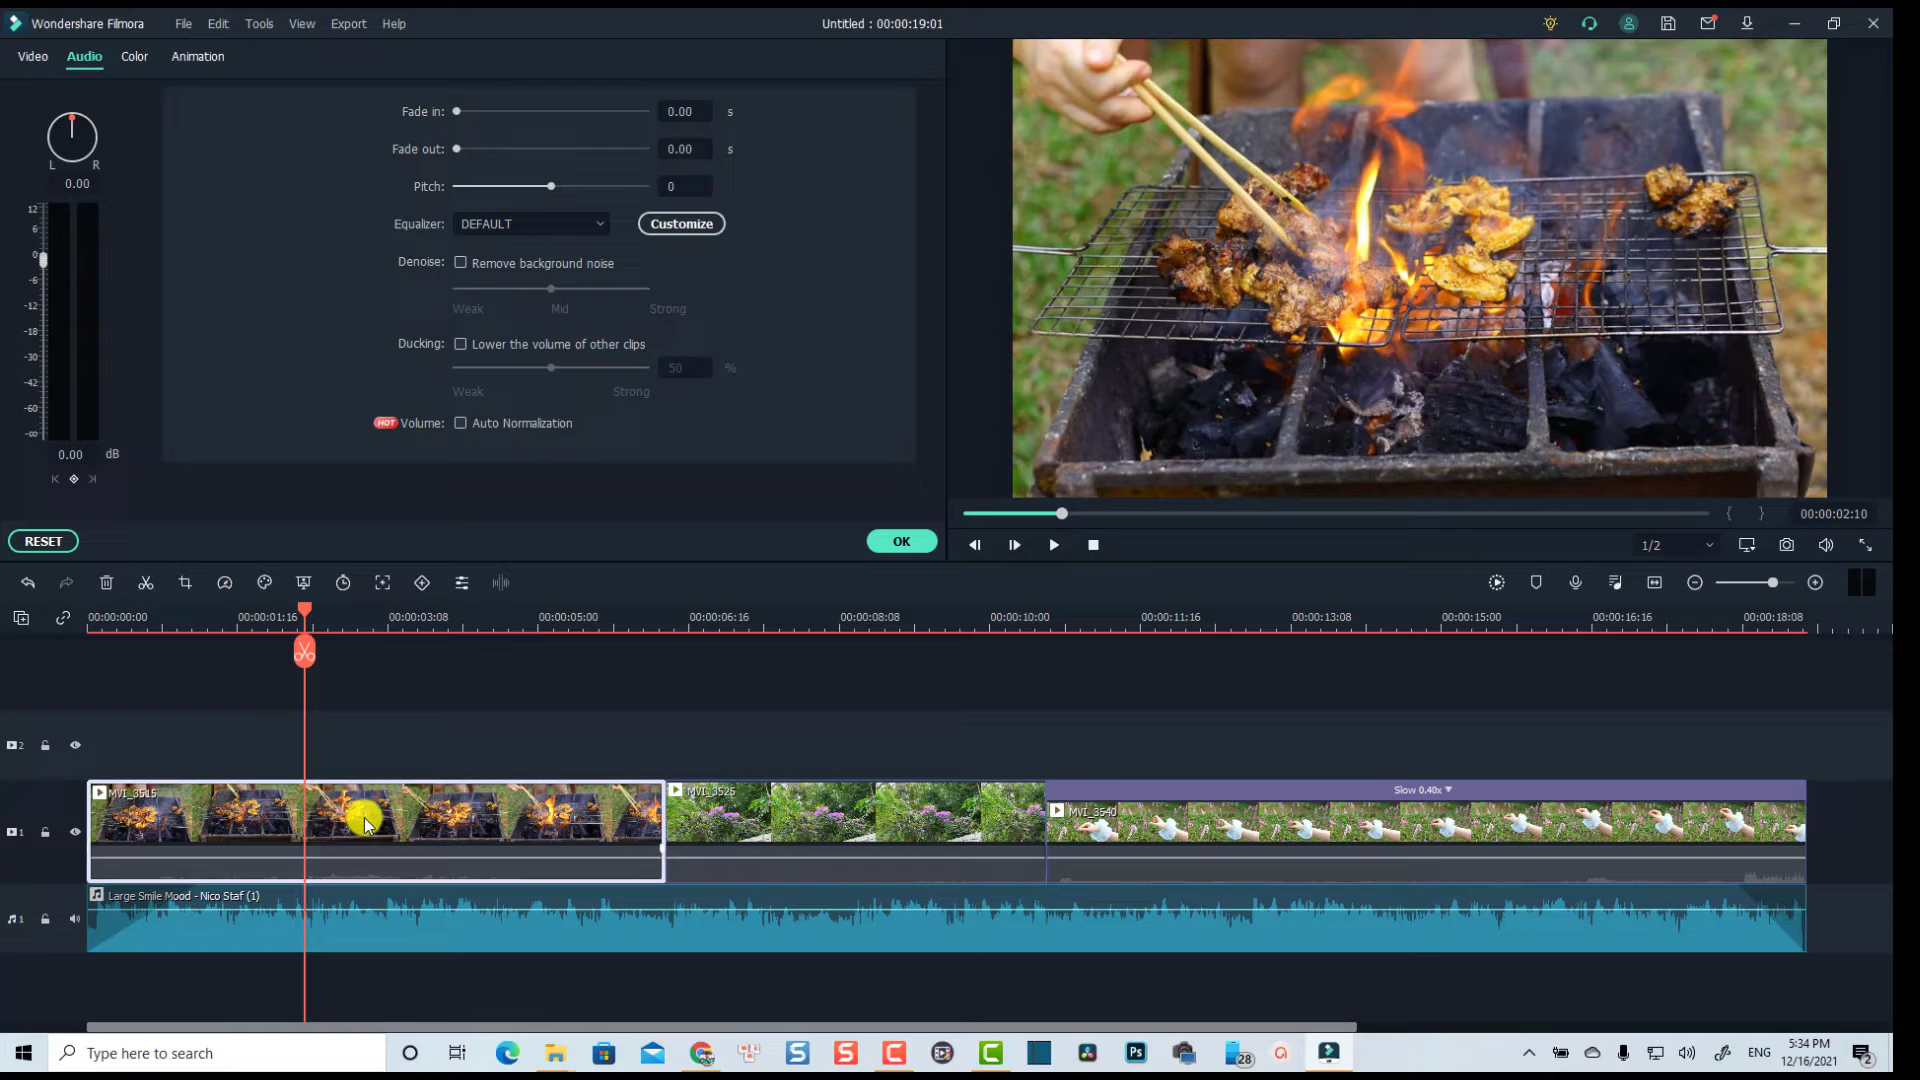 Wondershare Filmora File Edit Tools View Export Help Untitled : 00:00:19:01
Video Audio Color Animation
Fade in: 0.00 s
L R
Fade out: 0.00 s
0.00
Pitch: 0
Equalizer: DEFAULT Customize
Denoise: Remove background noise
Weak Mid Strong
Ducking: Lower the volume of other clips
50 %
Weak Strong
HOT Volume: Auto Normalization
12
6
0
-6
-12
-18
-30
-42
-60
-∞
0.00 dB
{ } 00:00:02:10
RESET OK
1/2
00:00:00:00 00:00:01:16 00:00:03:08 00:00:05:00 00:00:06:16 00:00:08:08 00:00:10:00 00:00:11:16 00:00:13:08 00:00:15:00 00:00:16:16 00:00:18:08
2
MVI_3515 MVI_3525 Slow 0.40x
MVI_3540
1
Large Smile Mood - Nico Staf (1)
1
Type here to search
28
ENG
5:34 PM
12/16/2021
2